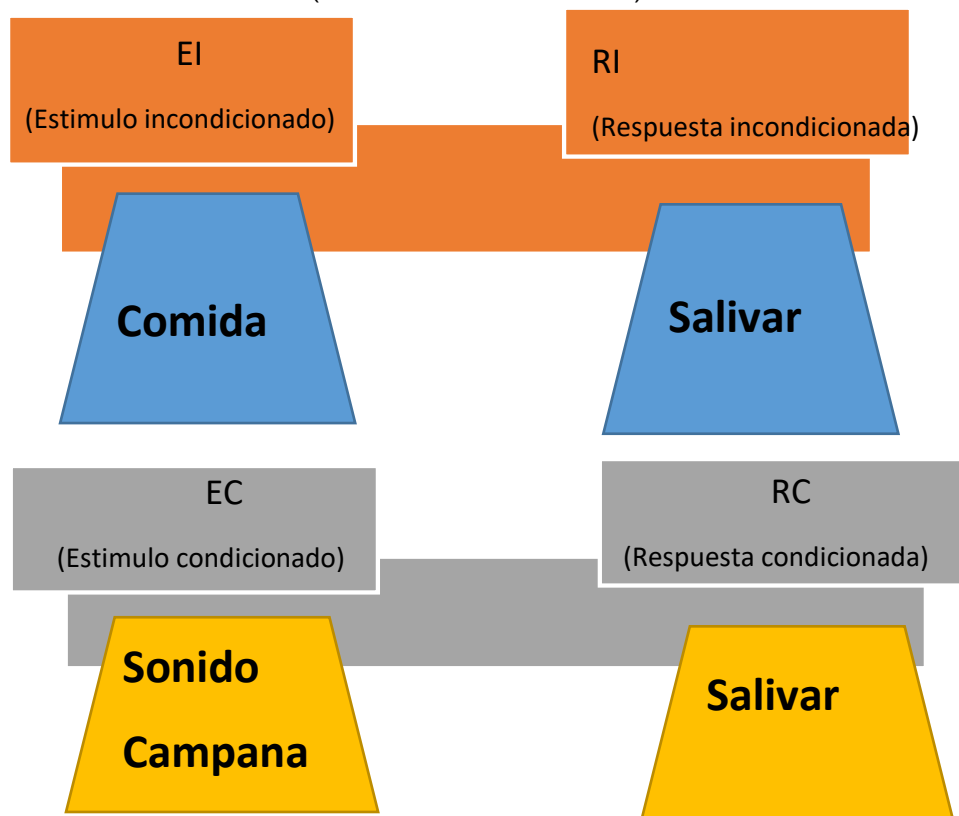 EI
(Estimulo incondicionado)
RI
(Respuesta incondicionada)
Comida
Salivar
EC
(Estimulo condicionado)
RC
(Respuesta condicionada)
Sonido
Campana
Salivar